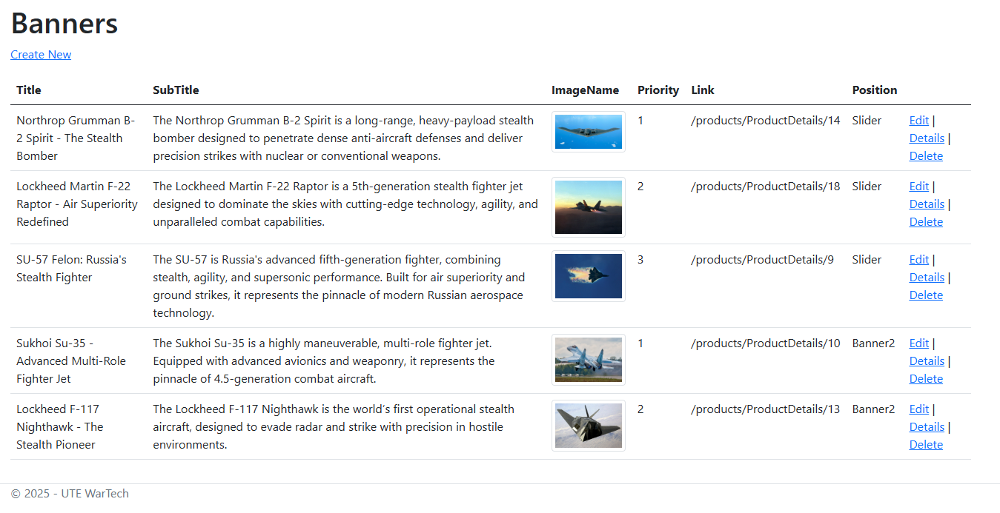 Banners
Create New
Title SubTitle ImageName Priority Link Position
Northrop Grumman B-
2 Spirit - The Stealth
Bomber
The Northrop Grumman B-2 Spirit is a long-range, heavy-payload stealth
bomber designed to penetrate dense anti-aircraft defenses and deliver
precision strikes with nuclear or conventional weapons.
1
/products/ProductDetails/14
Slider
Edit |
Details |
Delete
Lockheed Martin F-22
Raptor - Air Superiority
Redefined
The Lockheed Martin F-22 Raptor is a 5th-generation stealth fighter jet
designed to dominate the skies with cutting-edge technology, agility, and
unparalleled combat capabilities.
2
/products/ProductDetails/18
Slider
Edit |
Details |
Delete
SU-57 Felon: Russia's
Stealth Fighter
The SU-57 is Russia's advanced fifth-generation fighter, combining
stealth, agility, and supersonic performance. Built for air superiority and
ground strikes, it represents the pinnacle of modern Russian aerospace
technology.
3
/products/ProductDetails/9
Slider
Edit |
Details |
Delete
Sukhoi Su-35 -
Advanced Multi-Role
Fighter Jet
The Sukhoi Su-35 is a highly maneuverable, multi-role fighter jet.
Equipped with advanced avionics and weaponry, it represents the
pinnacle of 4.5-generation combat aircraft.
1
/products/ProductDetails/10
Banner2
Edit |
Details |
Delete
Lockheed F-117
Nighthawk - The
Stealth Pioneer
The Lockheed F-117 Nighthawk is the world’s first operational stealth
aircraft, designed to evade radar and strike with precision in hostile
environments.
2
/products/ProductDetails/13
Banner2
Edit |
Details |
Delete
© 2025 - UTE WarTech